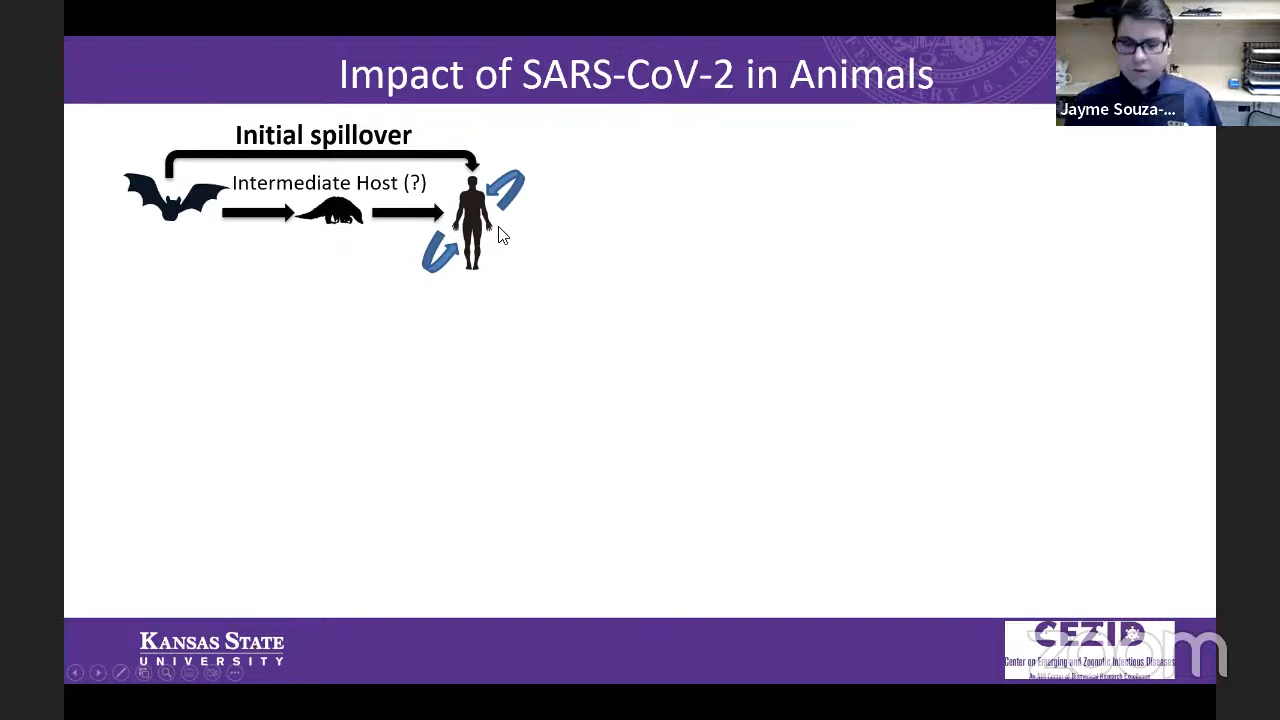 Impact of SARS-CoV-2 in Animals
Jayme Souza-...
Initial spillover
Intermediate Host (?)
KANSAS STATE
UNIVERSITY
CEZID
Center on Emerging and Zoonotic Infectious Diseases
zoom